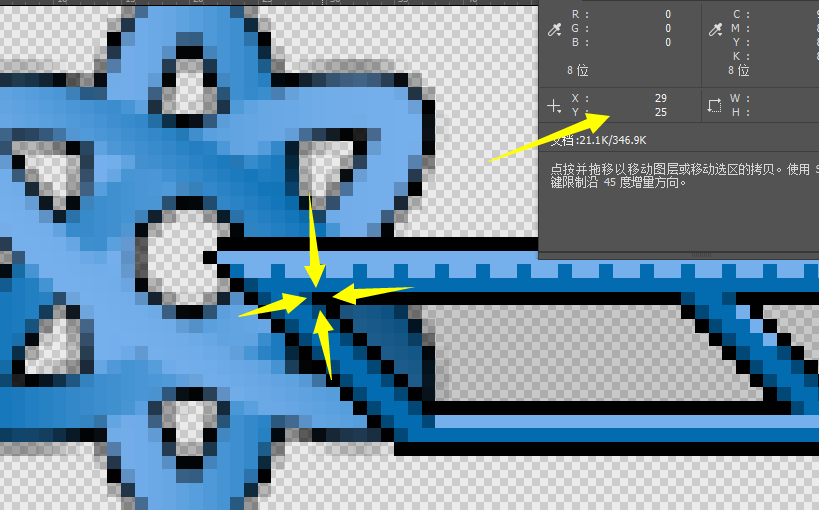 R : 0
G : 0
B : 0
8 位
C :
M :
Y :
K :
8 位
X : 29
Y : 25
W :
H :
文档:21.1K/346.9K
点按并拖移以移动图层或移动选区的拷贝。使用 S
键限制沿 45 度增量方向。